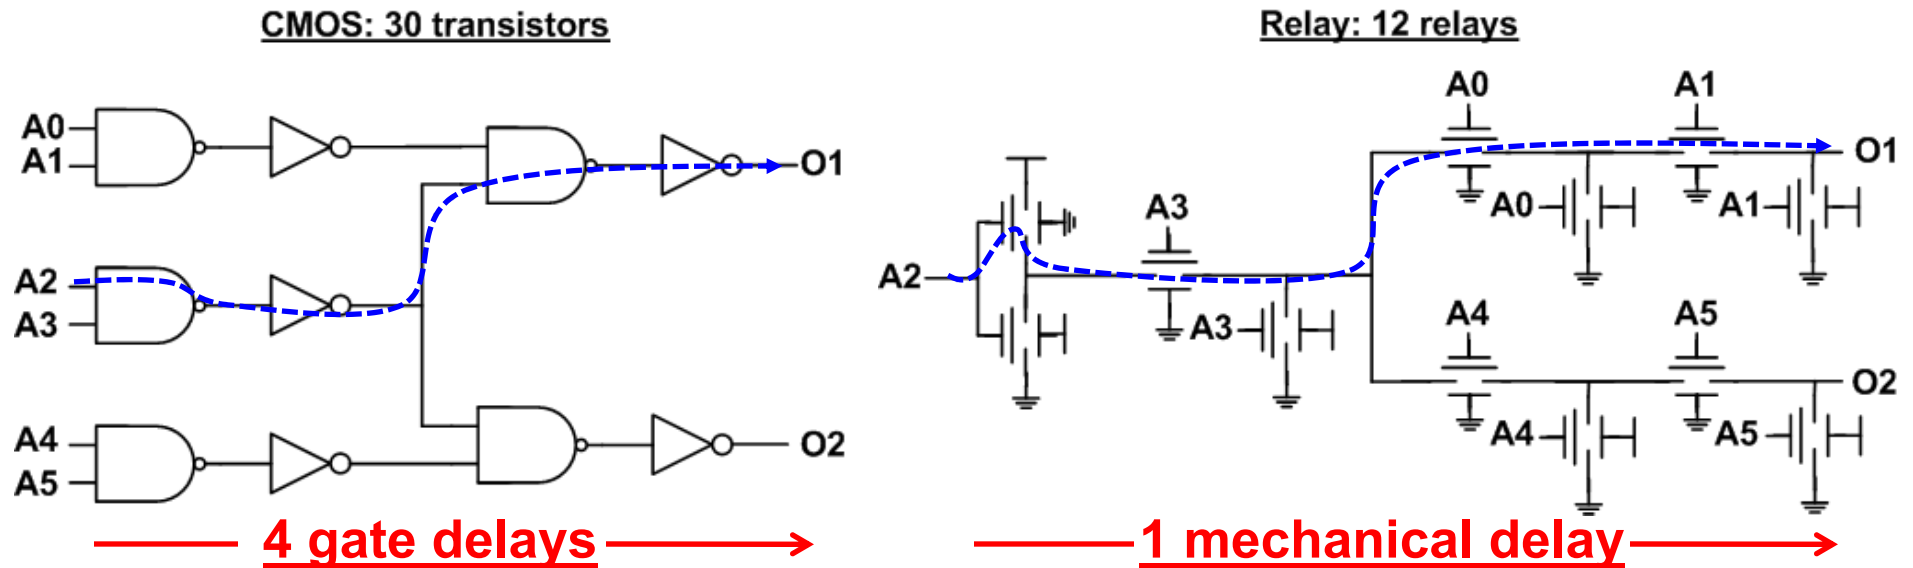 CMOS: 30 transistors
A0
A1
O1
A2
A3
A4
A5
O2
4 gate delays
Relay: 12 relays
A0
A1
O1
A0
A1
A3
A2
A3
A4
A5
O2
A4
A5
1 mechanical delay